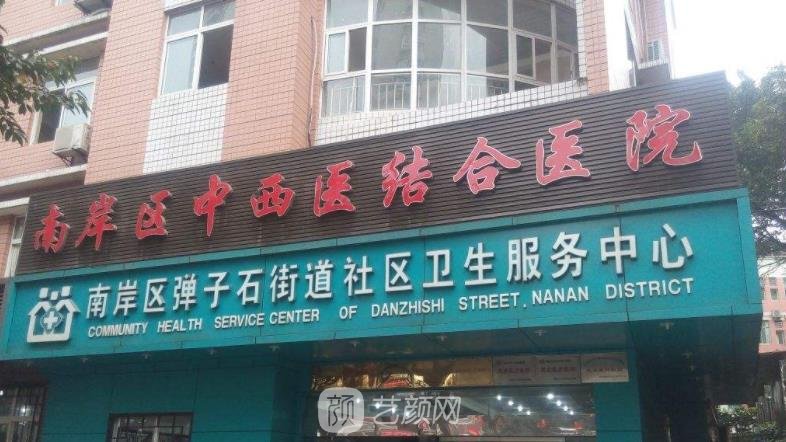 南岸区中西医结合医院
南岸区弹子石街道社区卫生服务中心
COMMUNITY HEALTH SERVICE CENTER OF DANZHISHI STREET, NANAN DISTRICT
颜 艺颜网